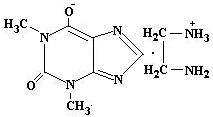 O⁻
H₃C
N
N
+
H₂C
NH₃
O
N
N
H₂C
NH₂
CH₃